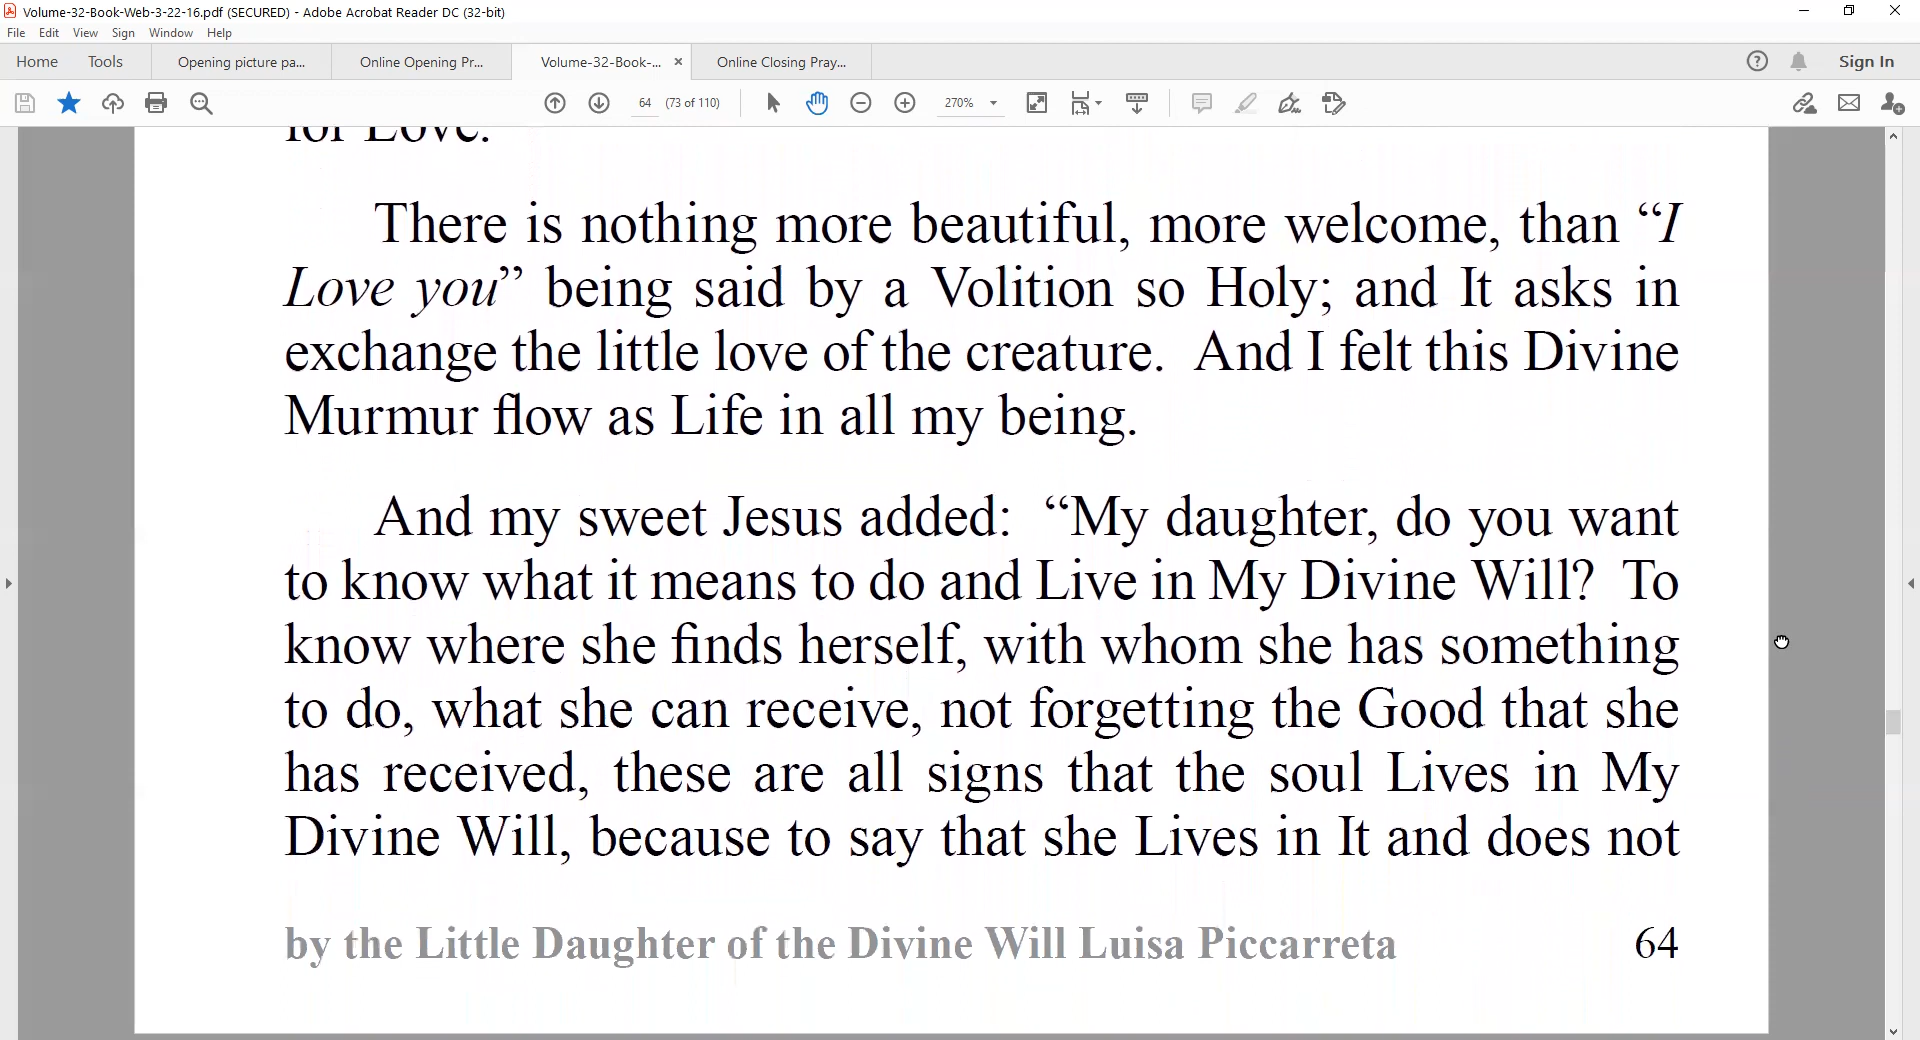 Volume-32-Book-Web-3-22-16.pdf (SECURED) - Adobe Acrobat Reader DC (32-bit)
File Edit View Sign Window Help
Home Tools Opening picture pa... Online Opening Pr... Volume-32-Book-... × Online Closing Pray... Sign In
64 (73 of 110) 270%
for Love.
There is nothing more beautiful, more welcome, than “I
Love you” being said by a Volition so Holy; and It asks in
exchange the little love of the creature. And I felt this Divine
Murmur flow as Life in all my being.
And my sweet Jesus added: “My daughter, do you want
to know what it means to do and Live in My Divine Will? To
know where she finds herself, with whom she has something
to do, what she can receive, not forgetting the Good that she
has received, these are all signs that the soul Lives in My
Divine Will, because to say that she Lives in It and does not
by the Little Daughter of the Divine Will Luisa Piccarreta 64